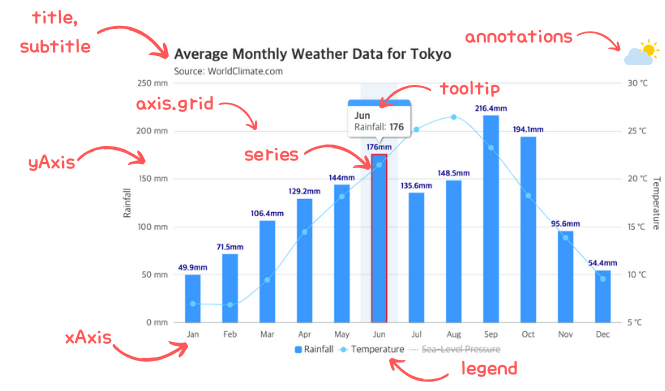 title,
subtitle
annotations
Average Monthly Weather Data for Tokyo
Source: WorldClimate.com
tooltip
axis.grid
series
yAxis
xAxis
legend
250 mm
200 mm
150 mm
100 mm
50 mm
0 mm
Rainfall
30 ℃
25 ℃
20 ℃
15 ℃
10 ℃
5 ℃
Temperature
Jun
Rainfall: 176
49.9mm
71.5mm
106.4mm
129.2mm
144mm
176mm
135.6mm
148.5mm
216.4mm
194.1mm
95.6mm
54.4mm
Jan Feb Mar Apr May Jun Jul Aug Sep Oct Nov Dec
Rainfall Temperature Sea-Level Pressure